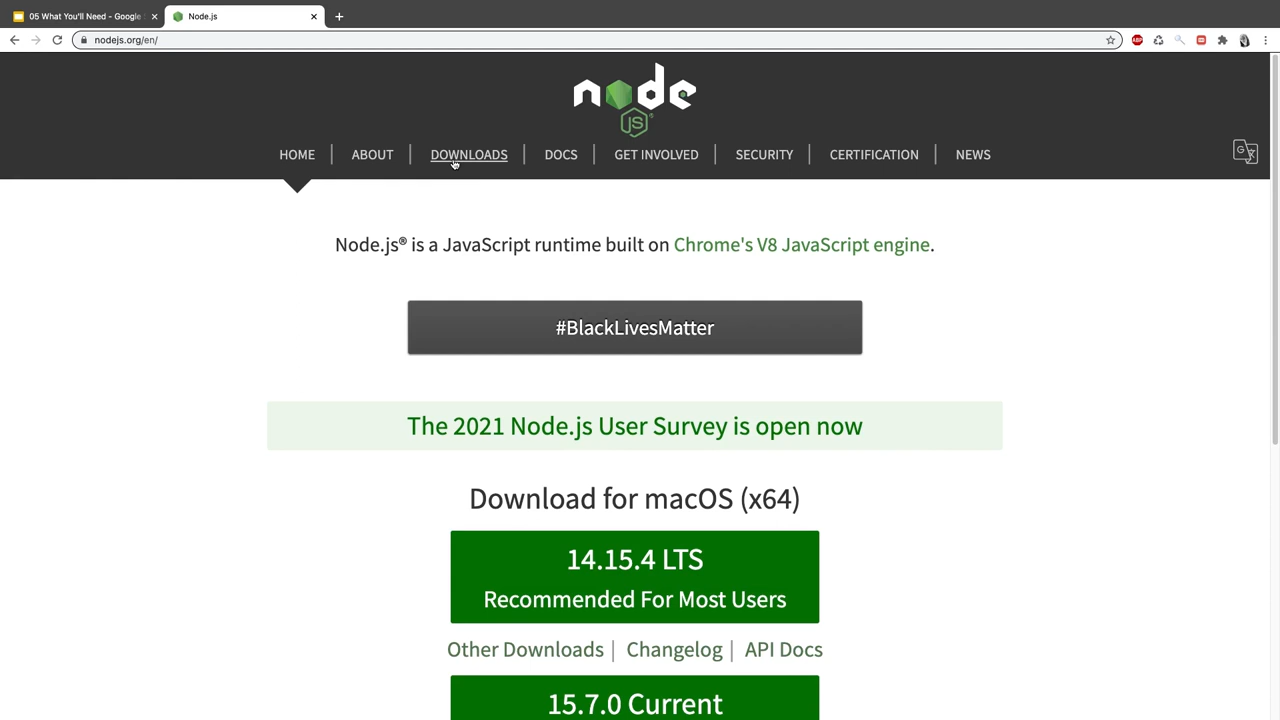 05 What You'll Need - Google
Node.js
nodejs.org/en/
ABP
node
JS
HOME
ABOUT
DOWNLOADS
DOCS
GET INVOLVED
SECURITY
CERTIFICATION
NEWS
Node.js® is a JavaScript runtime built on Chrome's V8 JavaScript engine.
#BlackLivesMatter
The 2021 Node.js User Survey is open now
Download for macOS (x64)
14.15.4 LTS
Recommended For Most Users
Other Downloads | Changelog | API Docs
15.7.0 Current